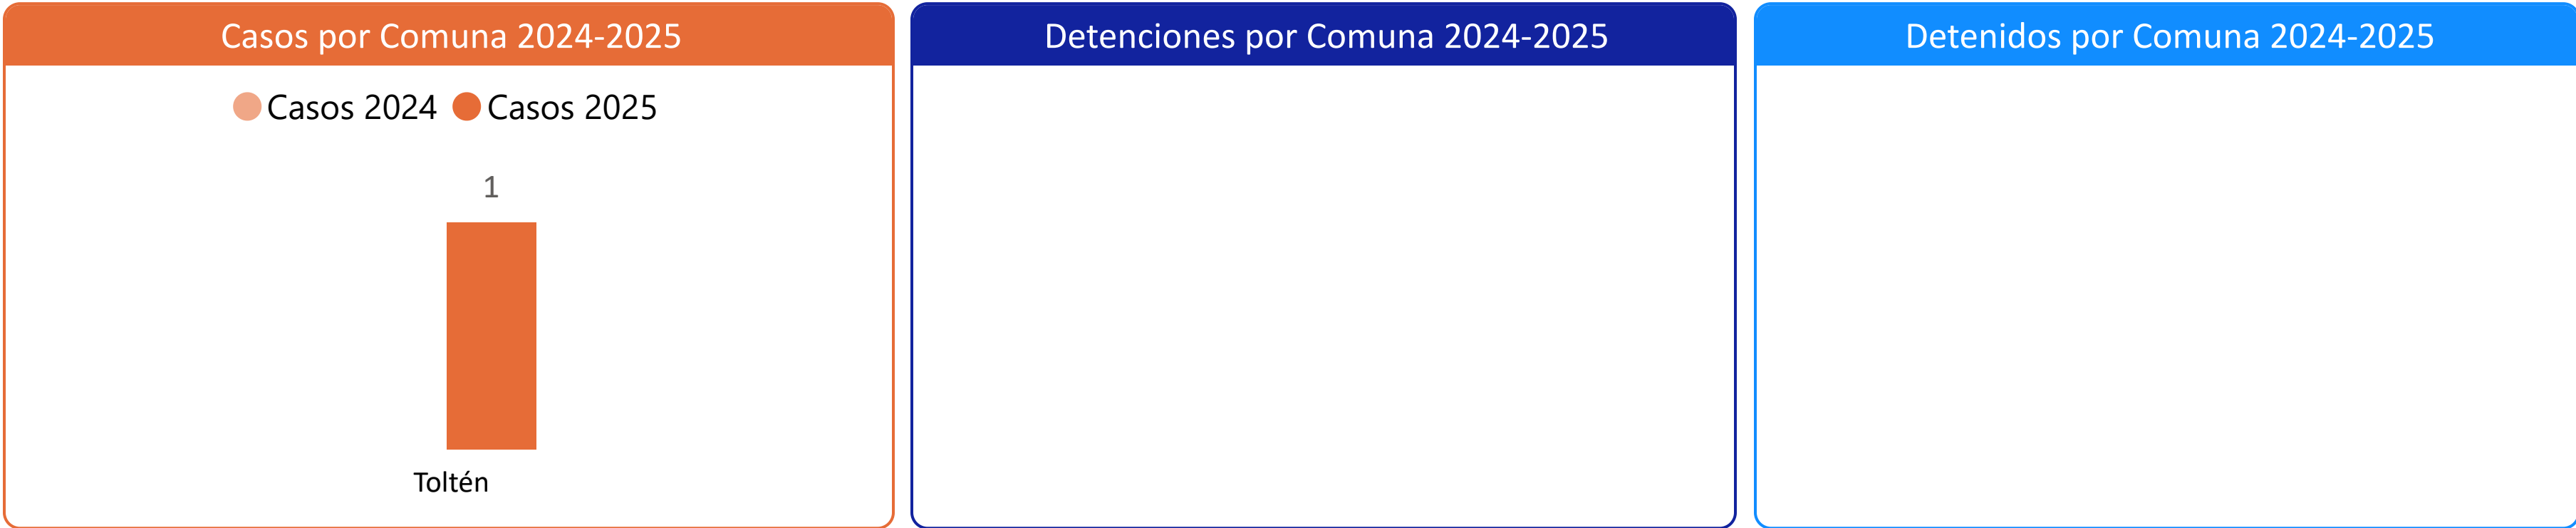 Casos por Comuna 2024-2025
Casos 2024 Casos 2025
1
Toltén
Detenciones por Comuna 2024-2025
Detenidos por Comuna 2024-2025